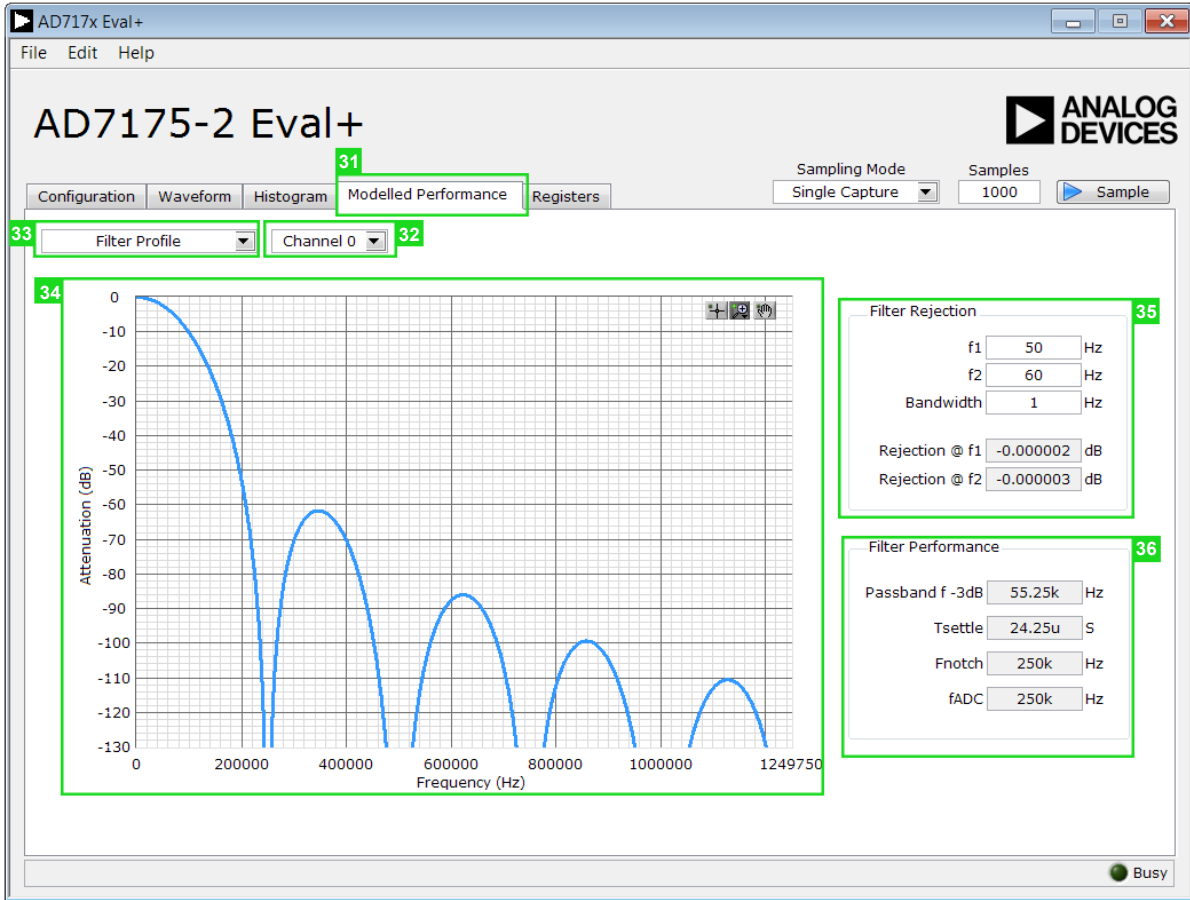 AD717x Eval+
File Edit Help
AD7175-2 Eval+
ANALOG
DEVICES
31
Sampling Mode Samples
Configuration Waveform Histogram Modelled Performance Registers
Single Capture 1000 Sample
33 Filter Profile Channel 0 32
34
0
-10
-20
-30
-40
-50
-60
-70
-80
-90
-100
-110
-120
-130
Attenuation (dB)
0 200000 400000 600000 800000 1000000 1249750
Frequency (Hz)
Filter Rejection 35
f1 50 Hz
f2 60 Hz
Bandwidth 1 Hz
Rejection @ f1 -0.000002 dB
Rejection @ f2 -0.000003 dB
Filter Performance 36
Passband f -3dB 55.25k Hz
Tsettle 24.25u S
Fnotch 250k Hz
fADC 250k Hz
Busy